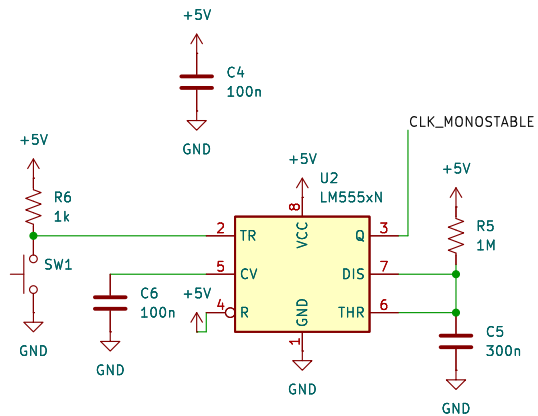 +5V
C4
100n
GND
CLK_MONOSTABLE
+5V
R6
1k
SW1
GND
C6
100n
GND
+5V
+5V
U2
LM555xN
8
VCC
2
TR
5
CV
4
R
Q
3
DIS
7
THR
6
GND
1
GND
+5V
R5
1M
C5
300n
GND